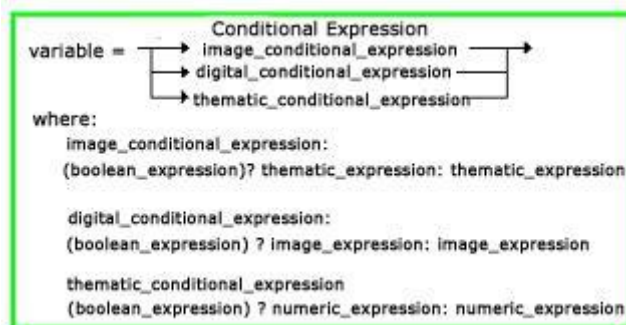 Conditional Expression
variable = image_conditional_expression
digital_conditional_expression
thematic_conditional_expression
where:
image_conditional_expression:
(boolean_expression)? thematic_expression: thematic_expression
digital_conditional_expression:
(boolean_expression) ? image_expression: image_expression
thematic_conditional_expression
(boolean_expression) ? numeric_expression: numeric_expression